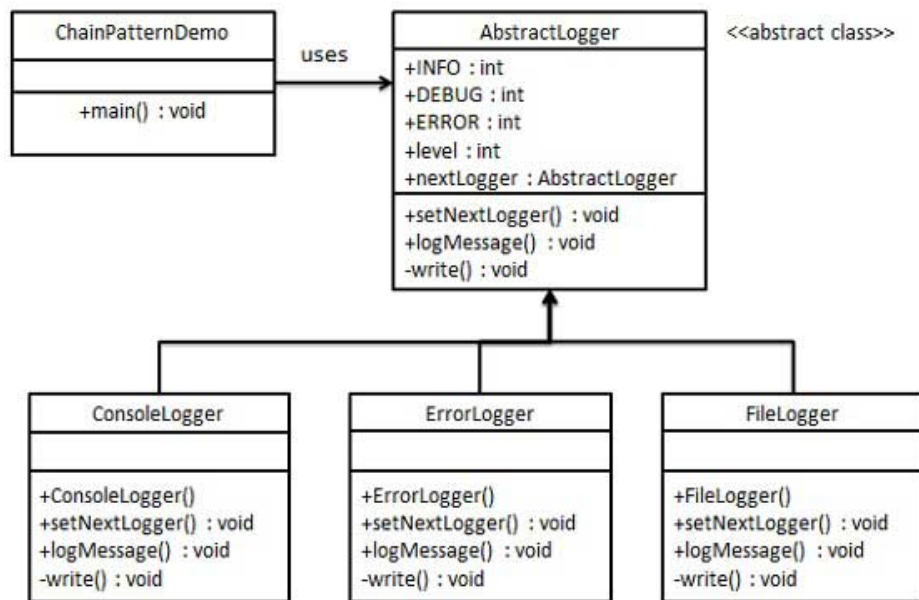 ChainPatternDemo
+main() : void
uses
AbstractLogger
+INFO : int
+DEBUG : int
+ERROR : int
+level : int
+nextLogger : AbstractLogger
+setNextLogger() : void
+logMessage() : void
-write() : void
<<abstract class>>
ConsoleLogger
+ConsoleLogger()
+setNextLogger() : void
+logMessage() : void
-write() : void
ErrorLogger
+ErrorLogger()
+setNextLogger() : void
+logMessage() : void
-write() : void
FileLogger
+FileLogger()
+setNextLogger() : void
+logMessage() : void
-write() : void